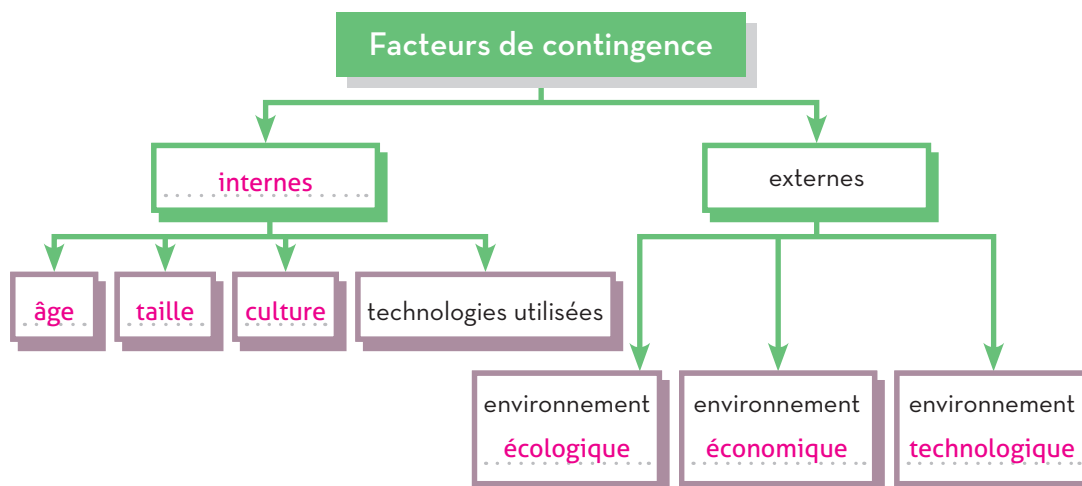 Facteurs de contingence
internes
externes
âge
taille
culture
technologies utilisées
environnement
écologique
environnement
économique
environnement
technologique